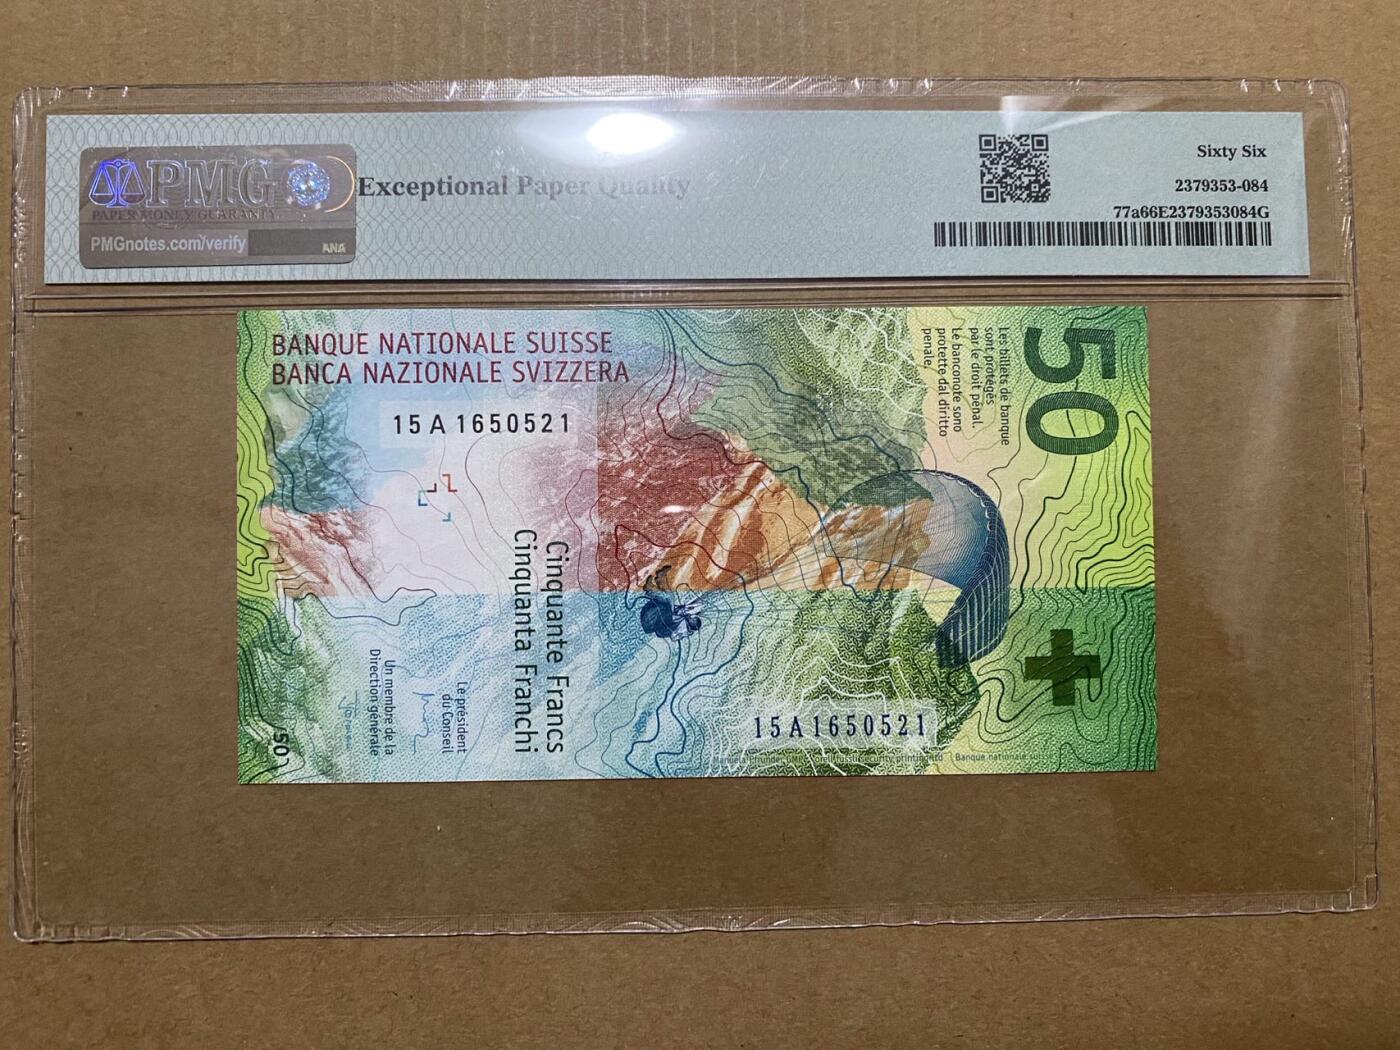 PMG
PAPER MONEY GUARANTY
PMGnotes.com/verify
ANA
Exceptional Paper Quality
Sixty Six
2379353-084
77a66E2379353084G
BANQUE NATIONALE SUISSE
BANCA NAZIONALE SVIZZERA
15 A 1650521
Les billets de banque
sont protégés
par le droit pénal.
Le banconote sono
protette dal diritto
penale.
50
Cinquante Francs
Cinquanta Franchi
Le président
du Conseil
Un membre de la
Direction générale
50
15A1650521
Banque nationale